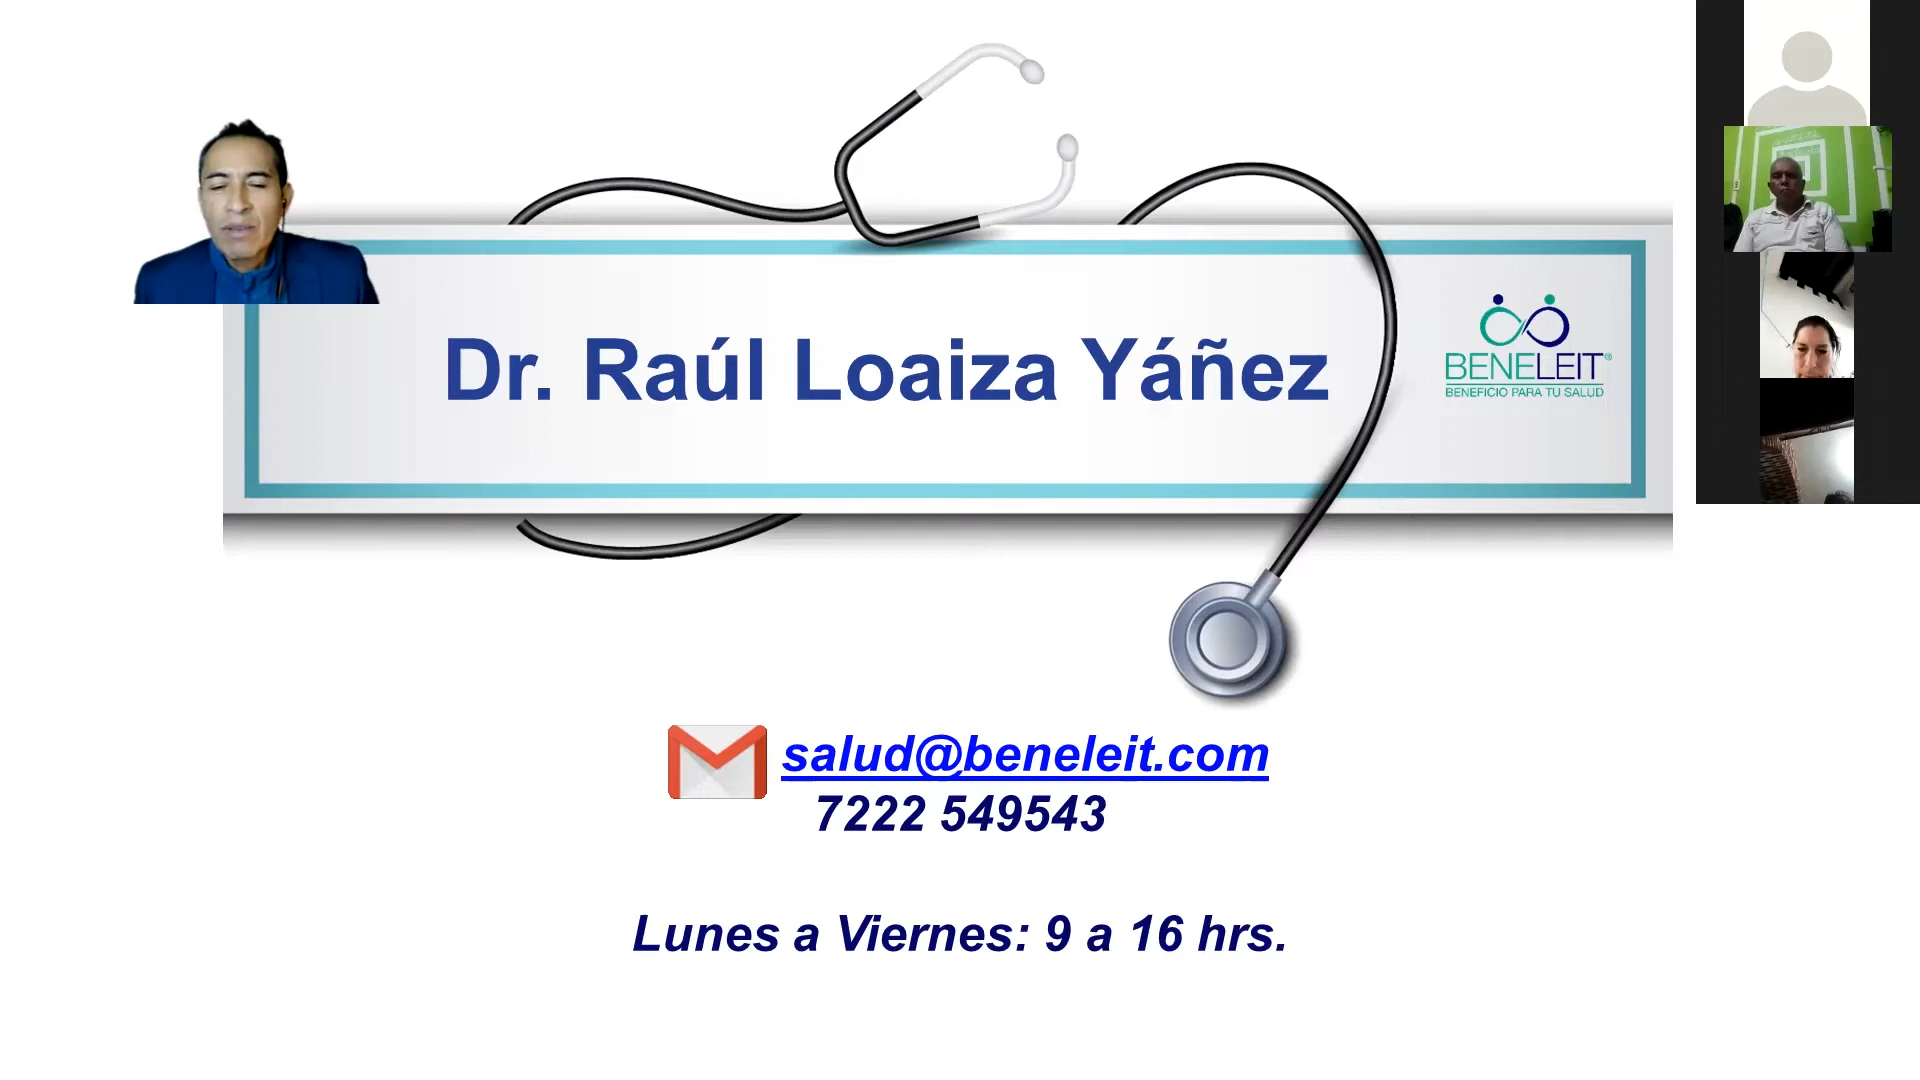 Dr. Raúl Loaiza Yáñez
BENELEIT®
BENEFICIO PARA TU SALUD
salud@beneleit.com
7222 549543
Lunes a Viernes: 9 a 16 hrs.